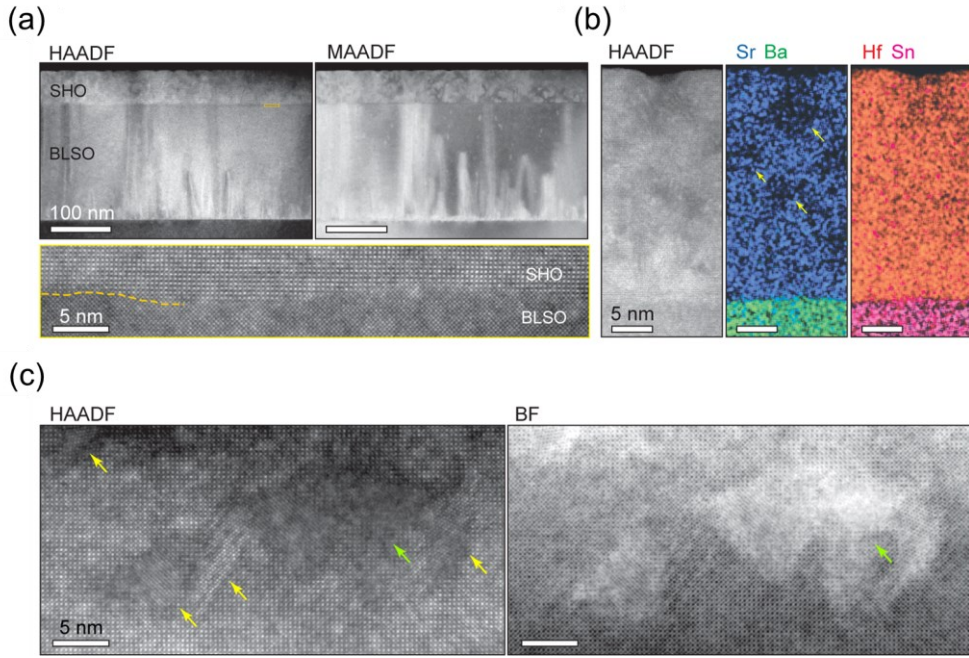 (a)
HAADF
MAADF
SHO
BLSO
100 nm
SHO
BLSO
5 nm
(b)
HAADF
Sr Ba
Hf Sn
5 nm
(c)
HAADF
BF
5 nm